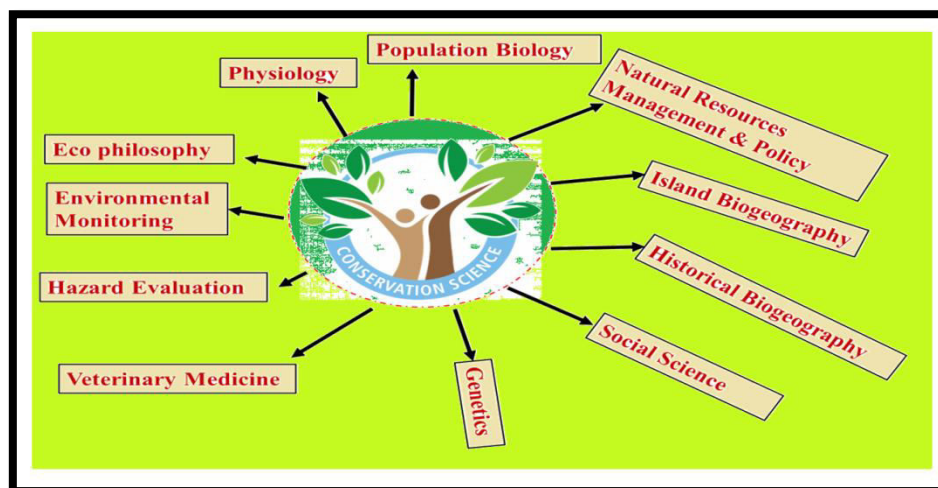 Population Biology
Physiology
Natural Resources
Management & Policy
Eco philosophy
Island Biogeography
Environmental
Monitoring
CONSERVATION SCIENCE
Historical Biogeography
Hazard Evaluation
Social
Science
Veterinary Medicine
Genetics